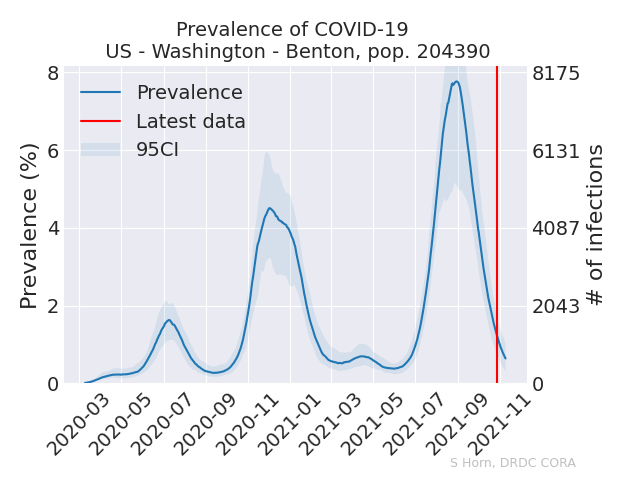 Prevalence of COVID-19
US - Washington - Benton, pop. 204390
Prevalence
Latest data
95CI
Prevalence (%)
8
6
4
2
0
8175
6131
4087
2043
0
# of infections
2020-03
2020-05
2020-07
2020-09
2020-11
2021-01
2021-03
2021-05
2021-07
2021-09
2021-11
S Horn, DRDC CORA